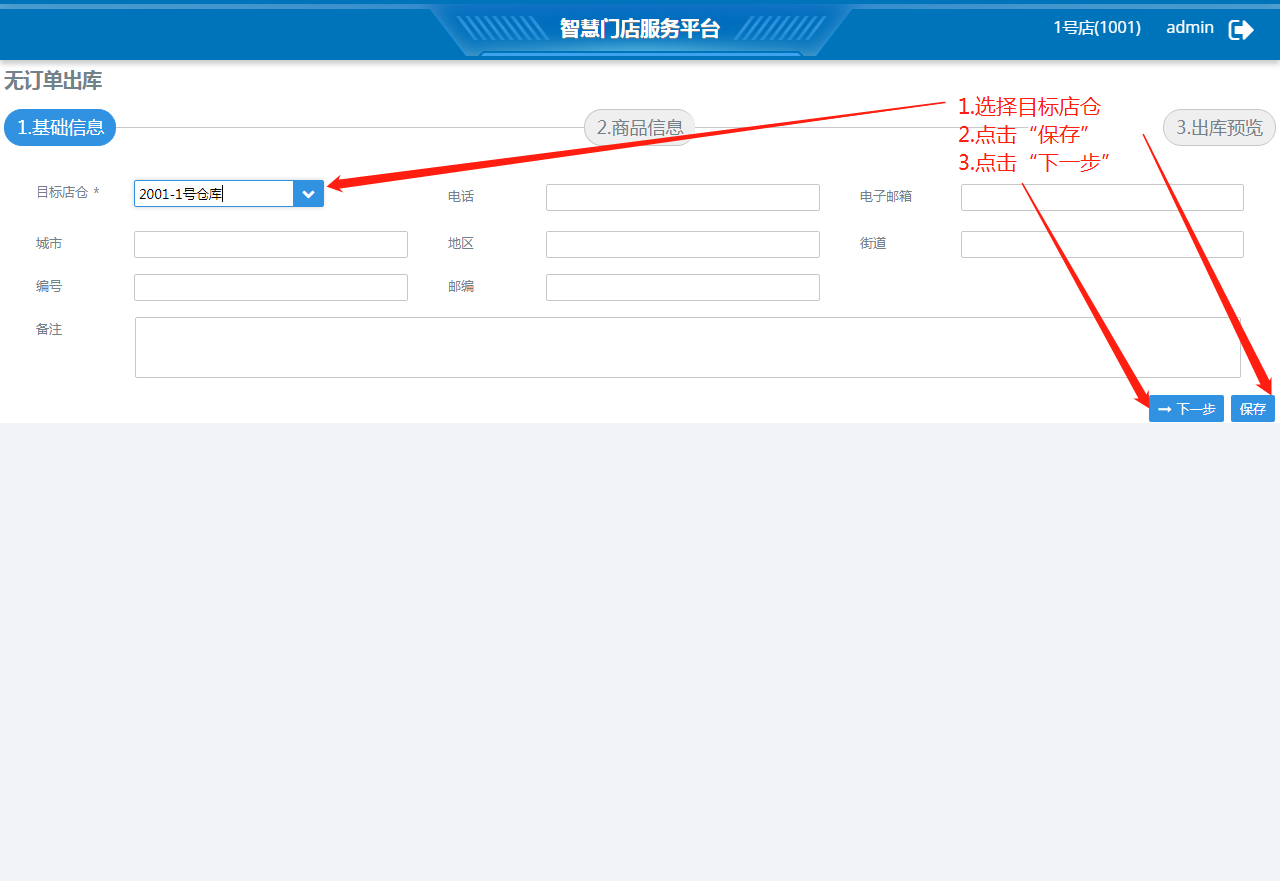 智慧门店服务平台
1号店(1001) admin
无订单出库
1.基础信息 2.商品信息 3.出库预览
1.选择目标店仓
2.点击“保存”
3.点击“下一步”
目标店仓 * 2001-1号仓库 电话 电子邮箱
城市 地区 街道
编号 邮编
备注
下一步 保存